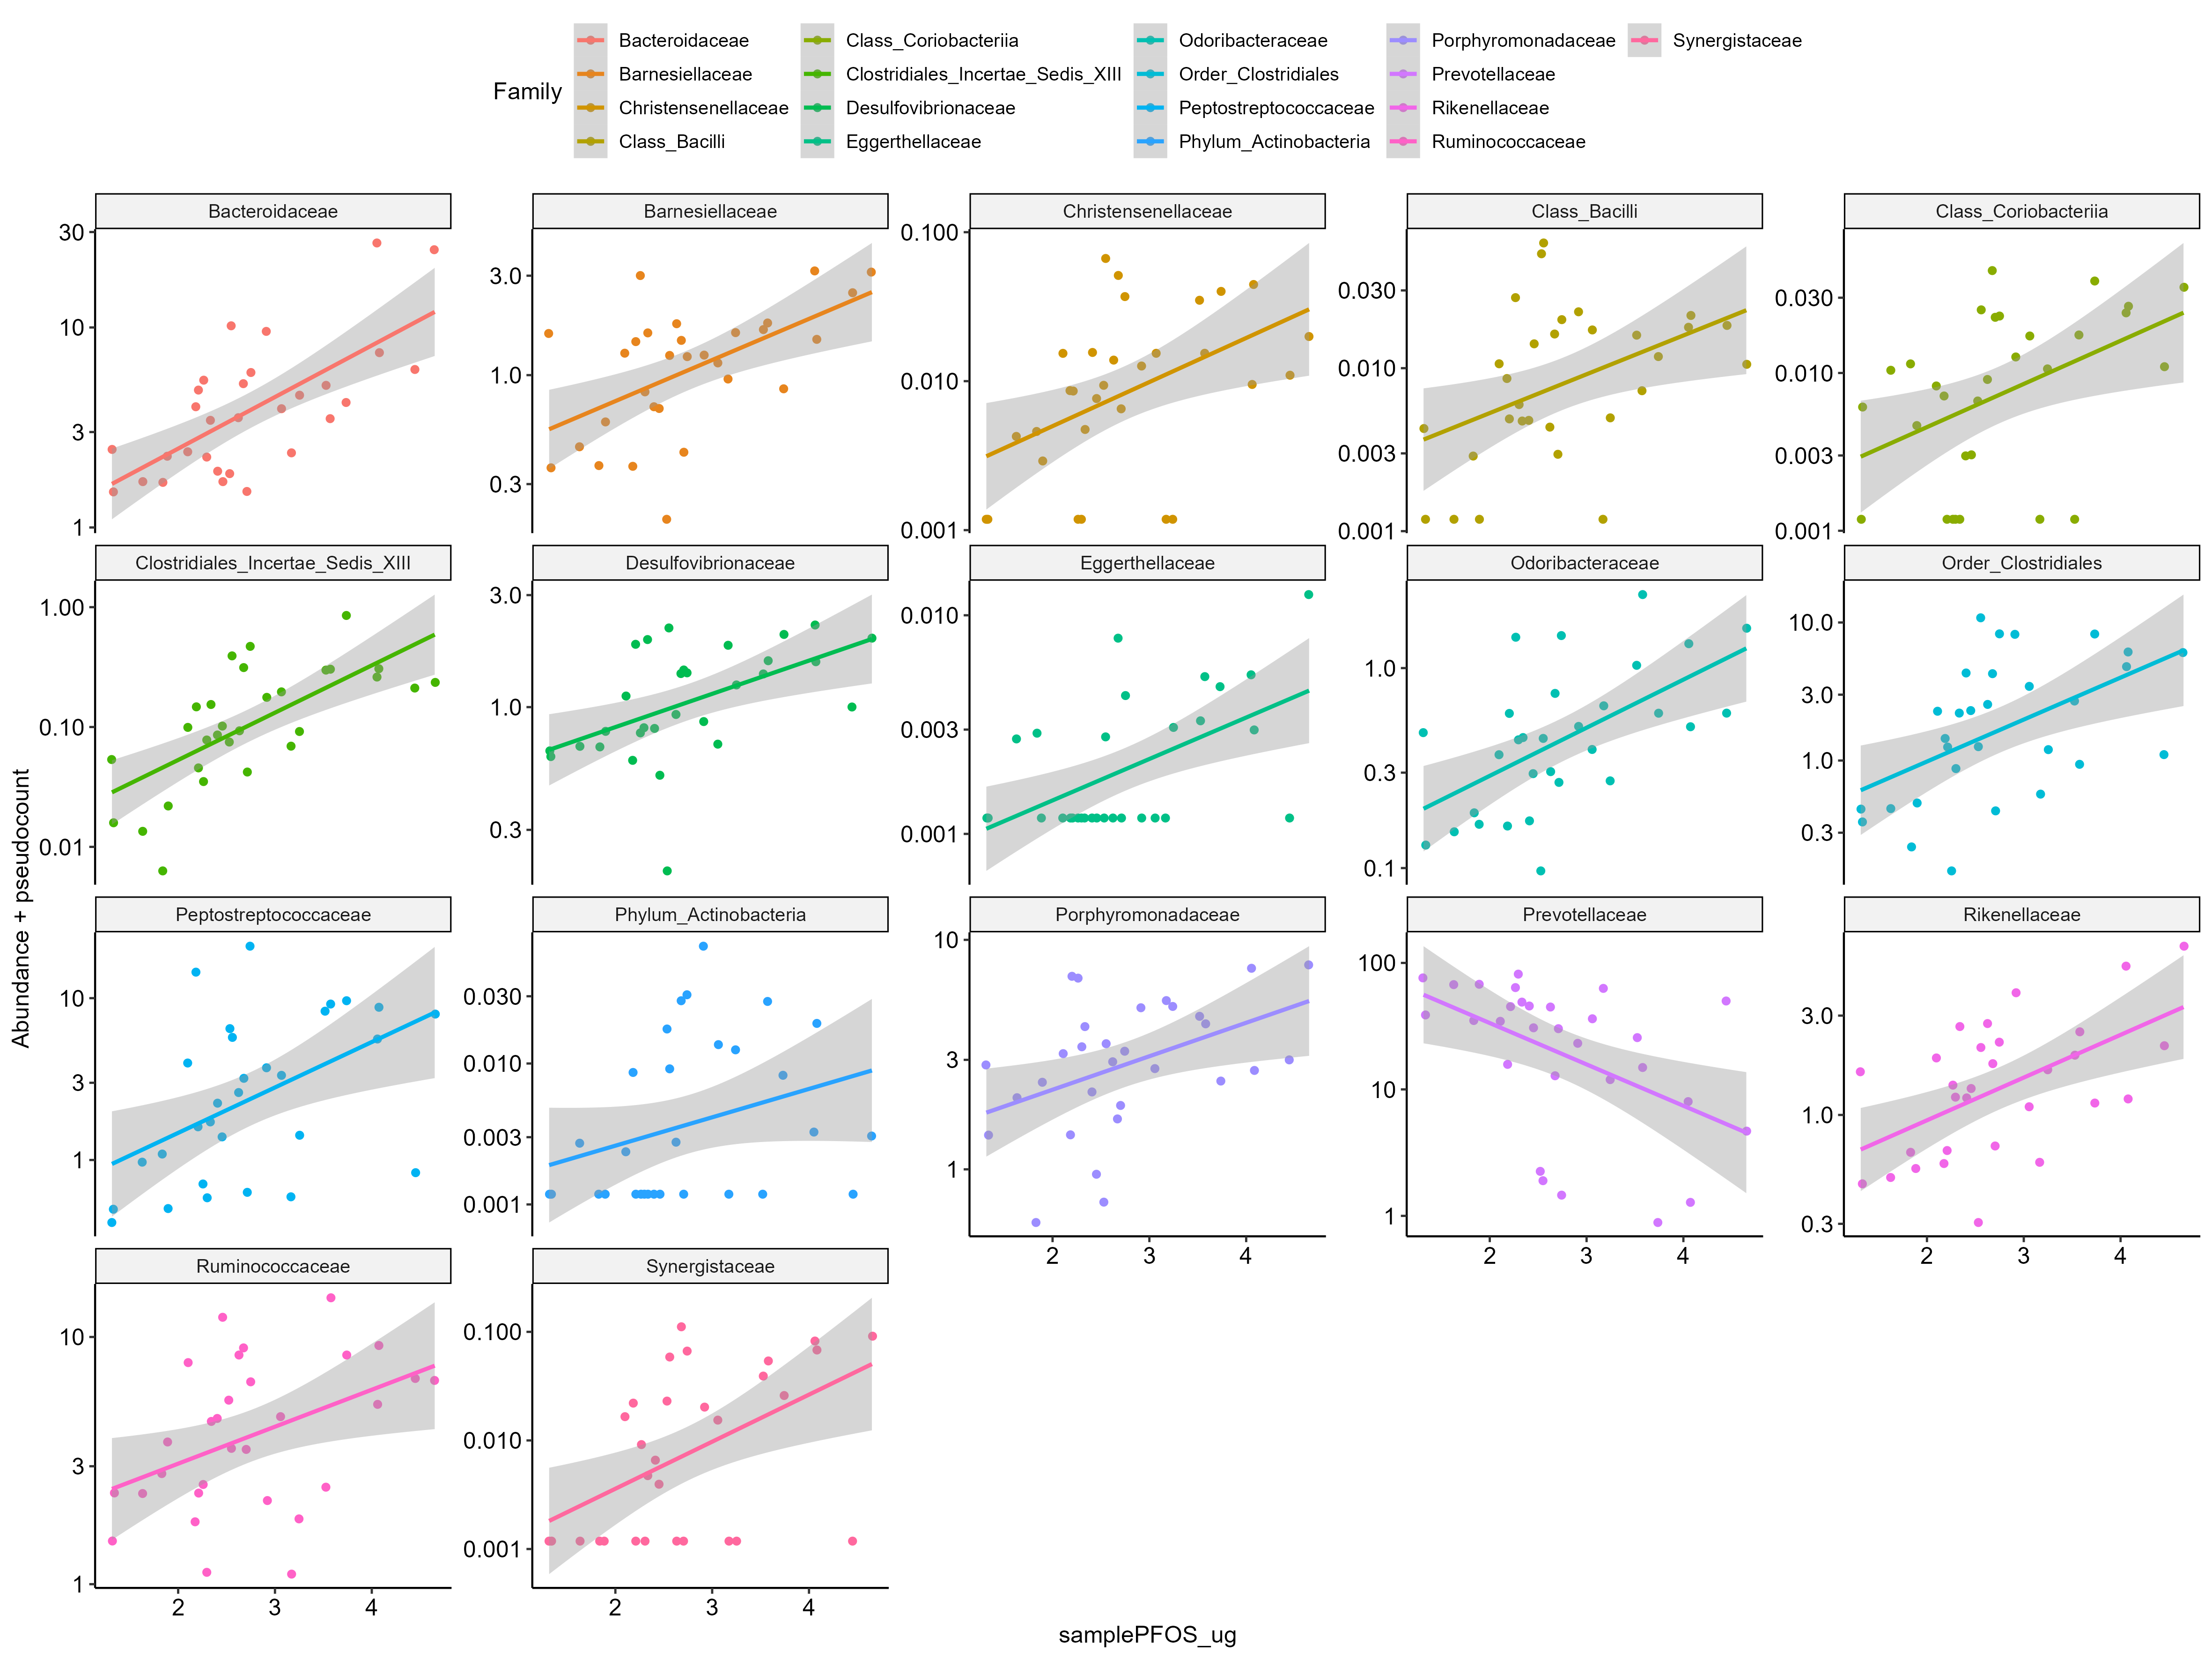 Family
Bacteroidaceae
Barnesiellaceae
Christensenellaceae
Class_Bacilli
Class_Coriobacteriia
Clostridiales_Incertae_Sedis_XIII
Desulfovibrionaceae
Eggerthellaceae
Odoribacteraceae
Order_Clostridiales
Peptostreptococcaceae
Phylum_Actinobacteria
Porphyromonadaceae
Prevotellaceae
Rikenellaceae
Ruminococcaceae
Synergistaceae
Abundance + pseudocount
Bacteroidaceae
30
10
3
1
Barnesiellaceae
3.0
1.0
0.3
Christensenellaceae
0.100
0.010
0.001
Class_Bacilli
0.030
0.010
0.003
0.001
Class_Coriobacteriia
0.030
0.010
0.003
0.001
Clostridiales_Incertae_Sedis_XIII
1.00
0.10
0.01
Desulfovibrionaceae
3.0
1.0
0.3
Eggerthellaceae
0.010
0.003
0.001
Odoribacteraceae
1.0
0.3
0.1
Order_Clostridiales
10.0
3.0
1.0
0.3
Peptostreptococcaceae
10
3
1
Phylum_Actinobacteria
0.030
0.010
0.003
0.001
Porphyromonadaceae
10
3
1
2 3 4
Prevotellaceae
100
10
1
2 3 4
Rikenellaceae
3.0
1.0
0.3
2 3 4
Ruminococcaceae
10
3
1
2 3 4
Synergistaceae
0.100
0.010
0.001
2 3 4
samplePFOS_ug